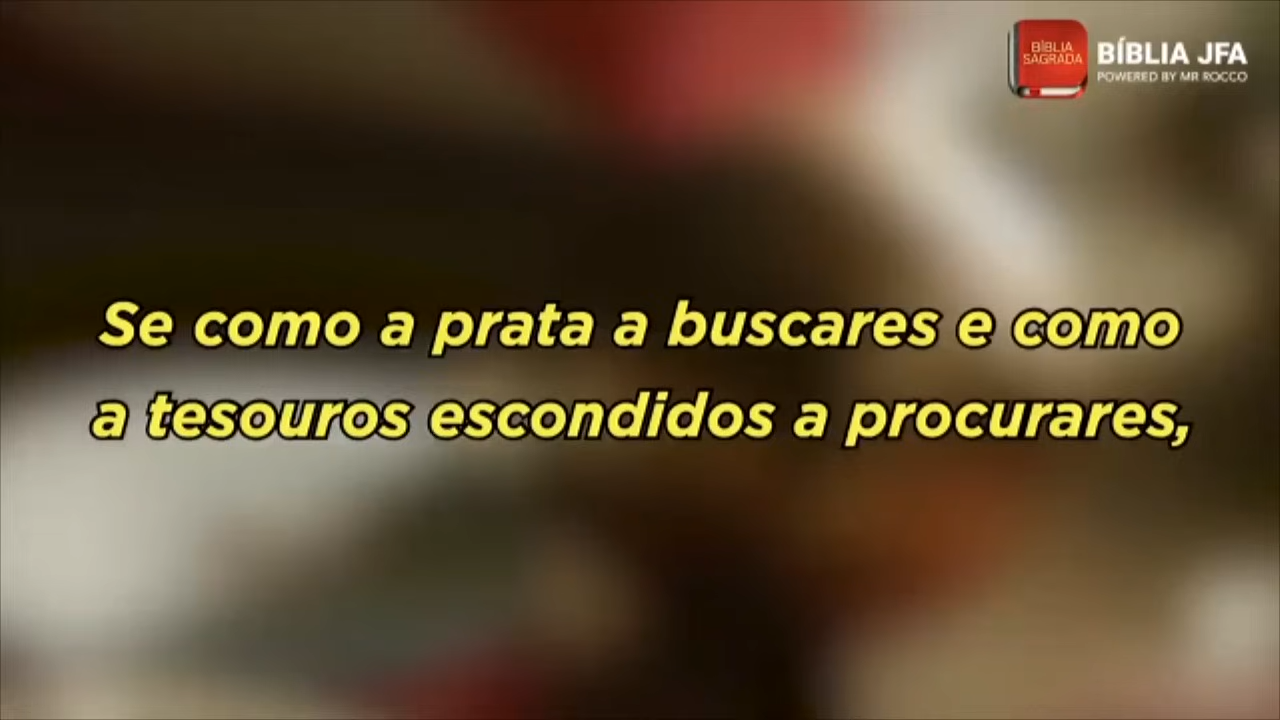 BÍBLIA
SAGRADA
BÍBLIA JFA
POWERED BY MR ROCCO
Se como a prata a buscares e como
a tesouros escondidos a procurares,